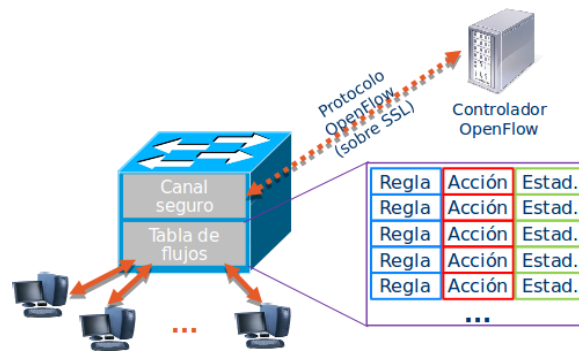 Protocolo
OpenFlow
(sobre SSL)
Controlador
OpenFlow
Canal
seguro
Tabla de
flujos
Regla Acción Estad.
Regla Acción Estad.
Regla Acción Estad.
Regla Acción Estad.
Regla Acción Estad.
...
...